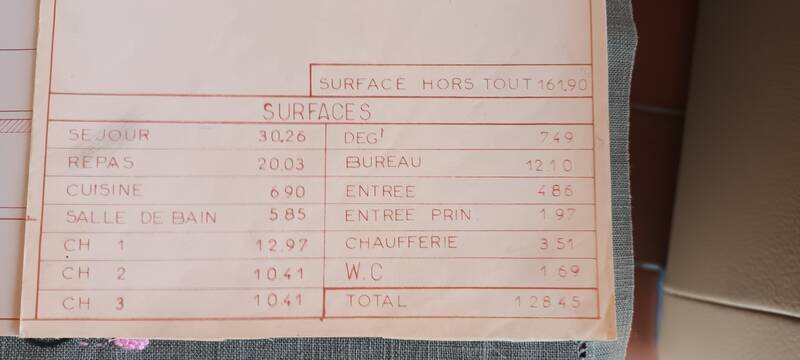 SURFACE HORS TOUT 161.90
SURFACES
SEJOUR 30.26
DEG' 7.49
REPAS 20.03
BUREAU 12.10
CUISINE 6.90
ENTREE 4.86
SALLE DE BAIN 5.85
ENTREE PRIN. 1.97
CH 1 12.97
CHAUFFERIE 3.51
CH 2 10.41
W.C 1.69
CH 3 10.41
TOTAL 128.45